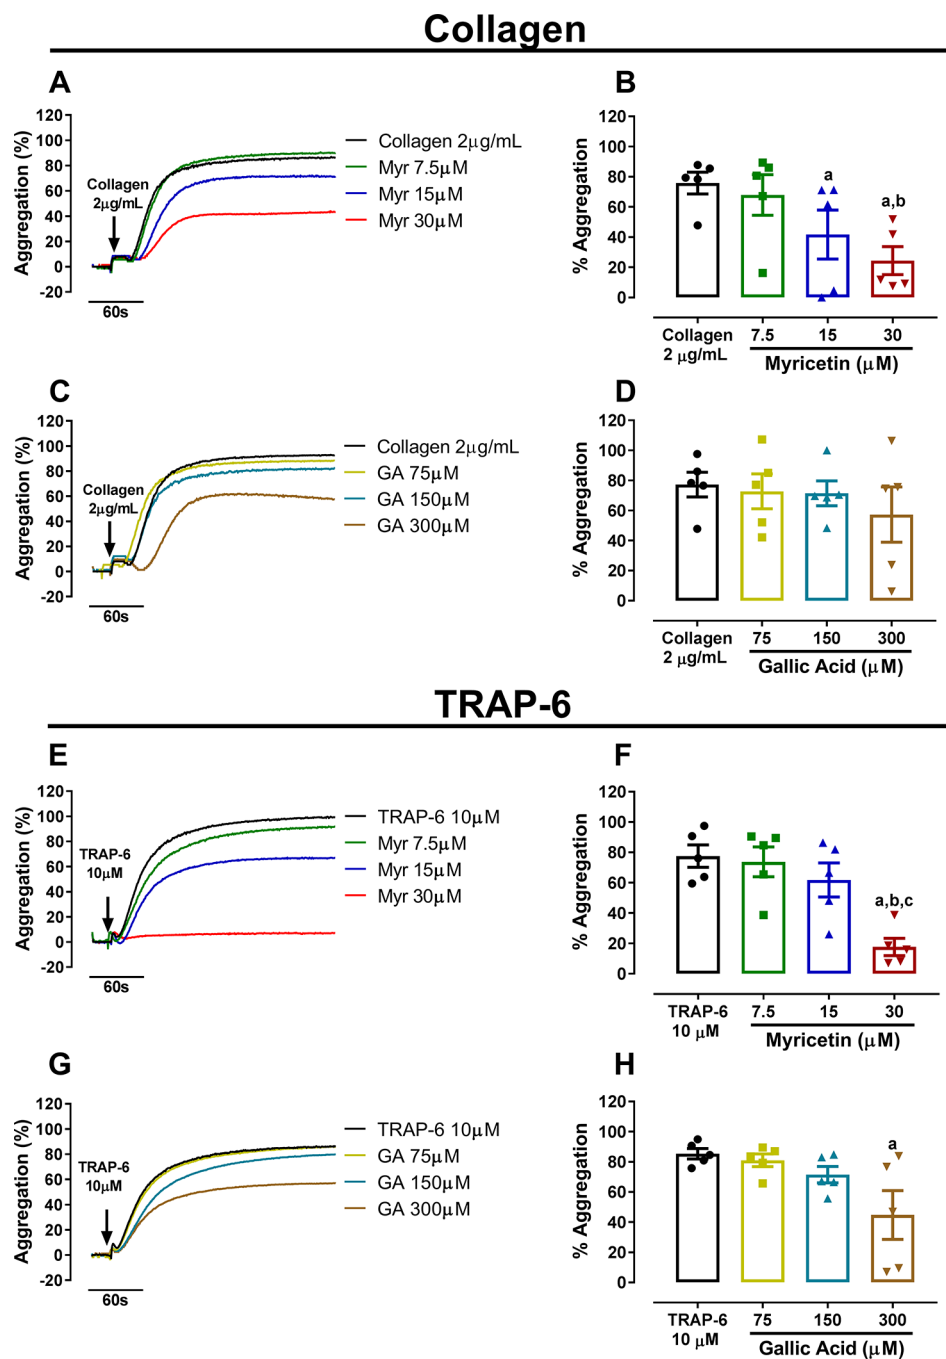 Collagen
A
Aggregation (%)
120
100
80
60
40
20
0
-20
Collagen
2μg/mL
60s
Collagen 2μg/mL
Myr 7.5μM
Myr 15μM
Myr 30μM
B
% Aggregation
120
100
80
60
40
20
0
a
a,b
Collagen
2 μg/mL
7.5
15
30
Myricetin (μM)
C
Aggregation (%)
120
100
80
60
40
20
0
-20
Collagen
2μg/mL
60s
Collagen 2μg/mL
GA 75μM
GA 150μM
GA 300μM
D
% Aggregation
120
100
80
60
40
20
0
Collagen
2 μg/mL
75
150
300
Gallic Acid (μM)
TRAP-6
E
Aggregation (%)
120
100
80
60
40
20
0
-20
TRAP-6
10μM
60s
TRAP-6 10μM
Myr 7.5μM
Myr 15μM
Myr 30μM
F
% Aggregation
120
100
80
60
40
20
0
a,b,c
TRAP-6
10 μM
7.5
15
30
Myricetin (μM)
G
Aggregation (%)
120
100
80
60
40
20
0
-20
TRAP-6
10μM
60s
TRAP-6 10μM
GA 75μM
GA 150μM
GA 300μM
H
% Aggregation
120
100
80
60
40
20
0
a
TRAP-6
10 μM
75
150
300
Gallic Acid (μM)